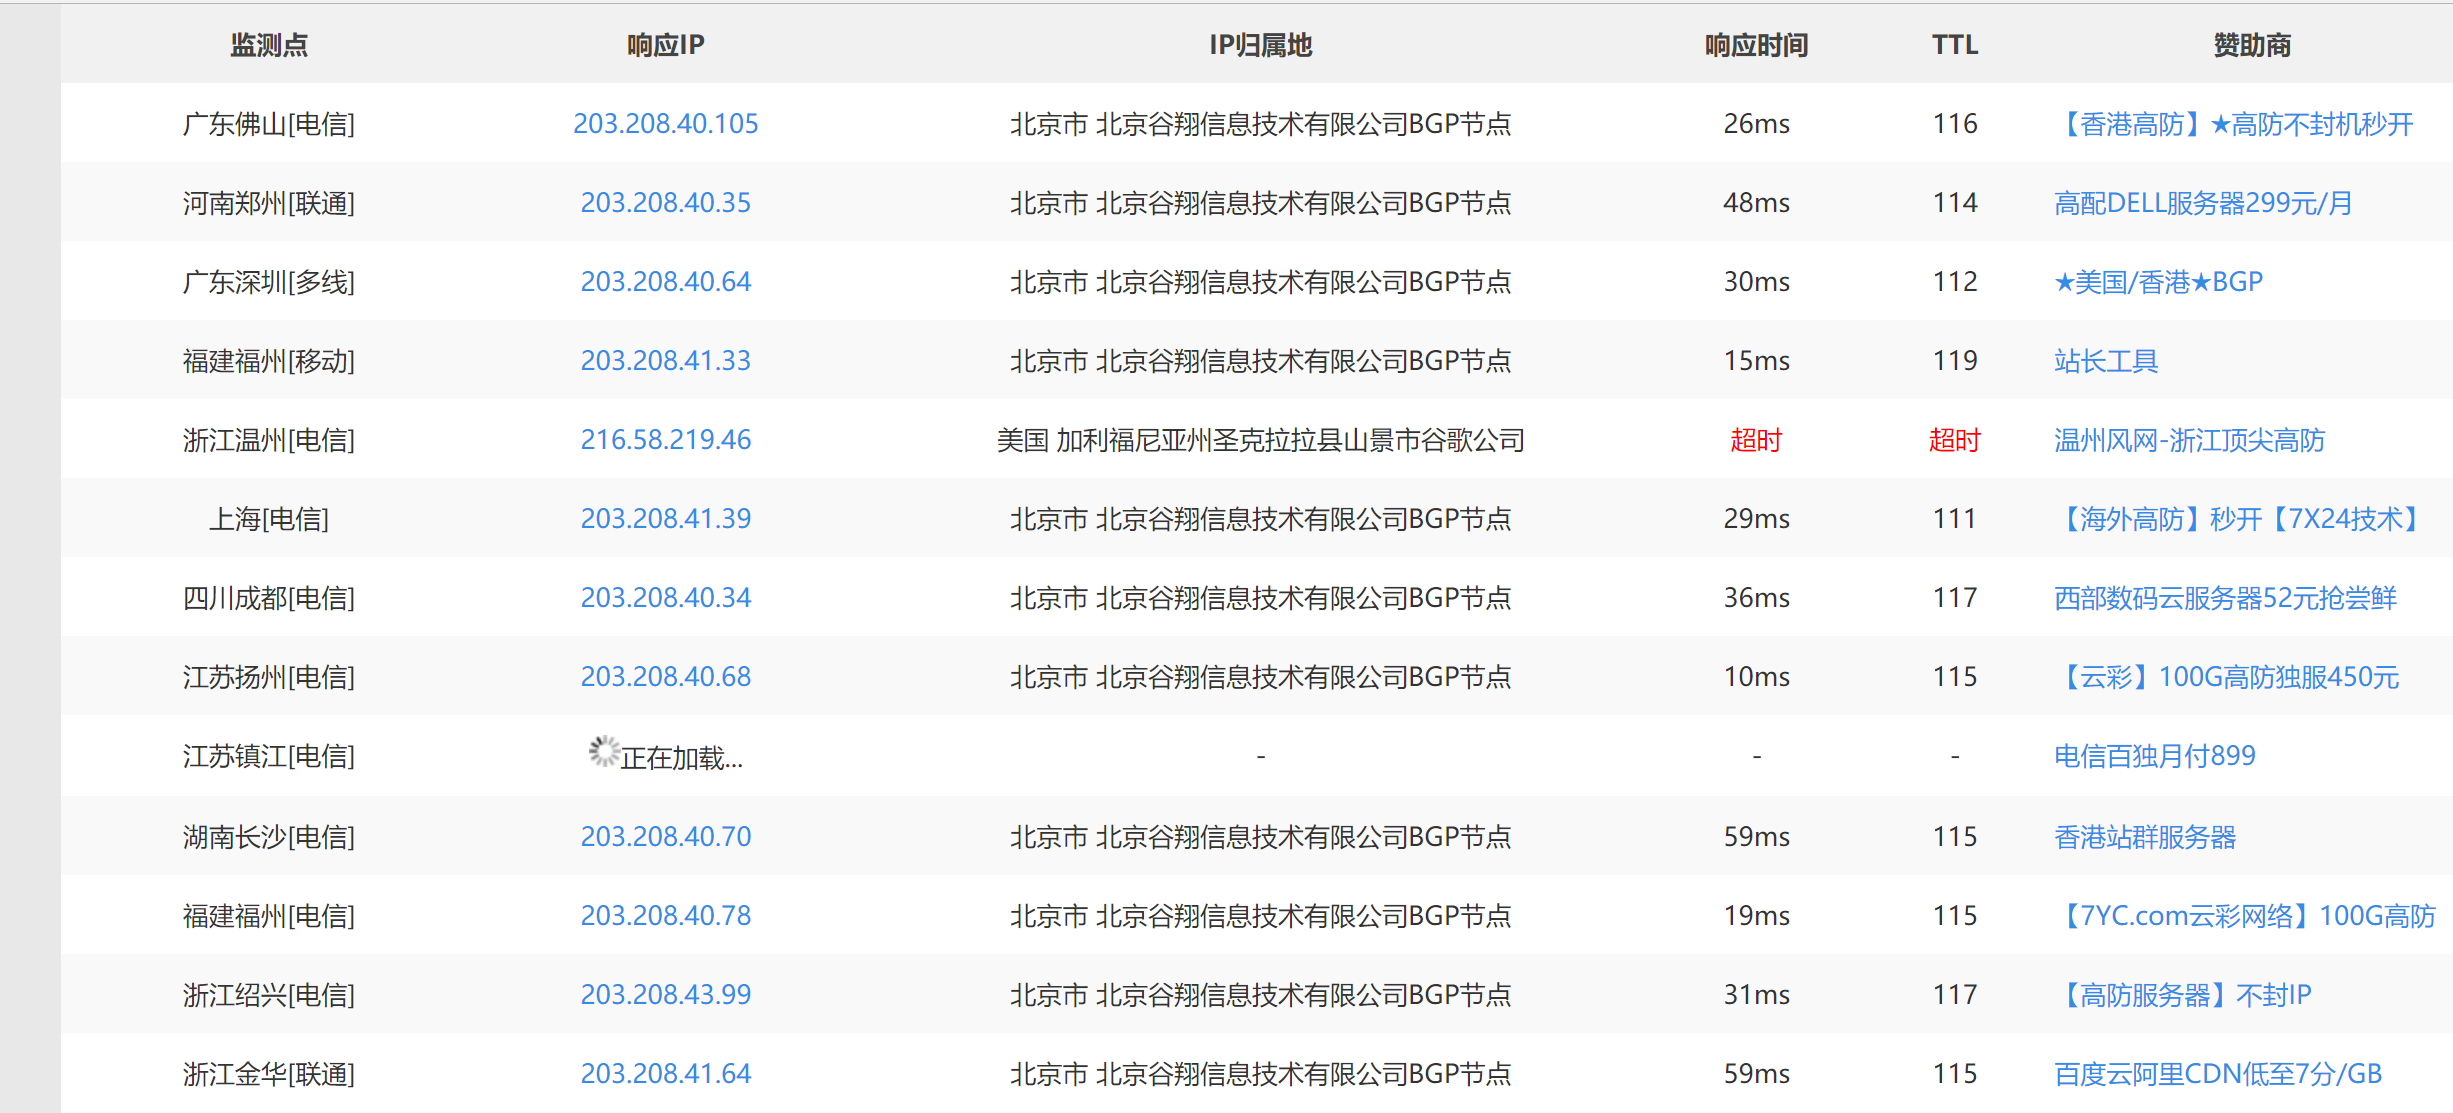 监测点 响应IP IP归属地 响应时间 TTL 赞助商
广东佛山[电信] 203.208.40.105 北京市 北京谷翔信息技术有限公司BGP节点 26ms 116 【香港高防】★高防不封机秒开
河南郑州[联通] 203.208.40.35 北京市 北京谷翔信息技术有限公司BGP节点 48ms 114 高配DELL服务器299元/月
广东深圳[多线] 203.208.40.64 北京市 北京谷翔信息技术有限公司BGP节点 30ms 112 ★美国/香港★BGP
福建福州[移动] 203.208.41.33 北京市 北京谷翔信息技术有限公司BGP节点 15ms 119 站长工具
浙江温州[电信] 216.58.219.46 美国 加利福尼亚州圣克拉拉县山景市谷歌公司 超时 超时 温州风网-浙江顶尖高防
上海[电信] 203.208.41.39 北京市 北京谷翔信息技术有限公司BGP节点 29ms 111 【海外高防】秒开【7X24技术】
四川成都[电信] 203.208.40.34 北京市 北京谷翔信息技术有限公司BGP节点 36ms 117 西部数码云服务器52元抢尝鲜
江苏扬州[电信] 203.208.40.68 北京市 北京谷翔信息技术有限公司BGP节点 10ms 115 【云彩】100G高防独服450元
江苏镇江[电信] 正在加载... - - - 电信百独月付899
湖南长沙[电信] 203.208.40.70 北京市 北京谷翔信息技术有限公司BGP节点 59ms 115 香港站群服务器
福建福州[电信] 203.208.40.78 北京市 北京谷翔信息技术有限公司BGP节点 19ms 115 【7YC.com云彩网络】100G高防
浙江绍兴[电信] 203.208.43.99 北京市 北京谷翔信息技术有限公司BGP节点 31ms 117 【高防服务器】不封IP
浙江金华[联通] 203.208.41.64 北京市 北京谷翔信息技术有限公司BGP节点 59ms 115 百度云阿里CDN低至7分/GB